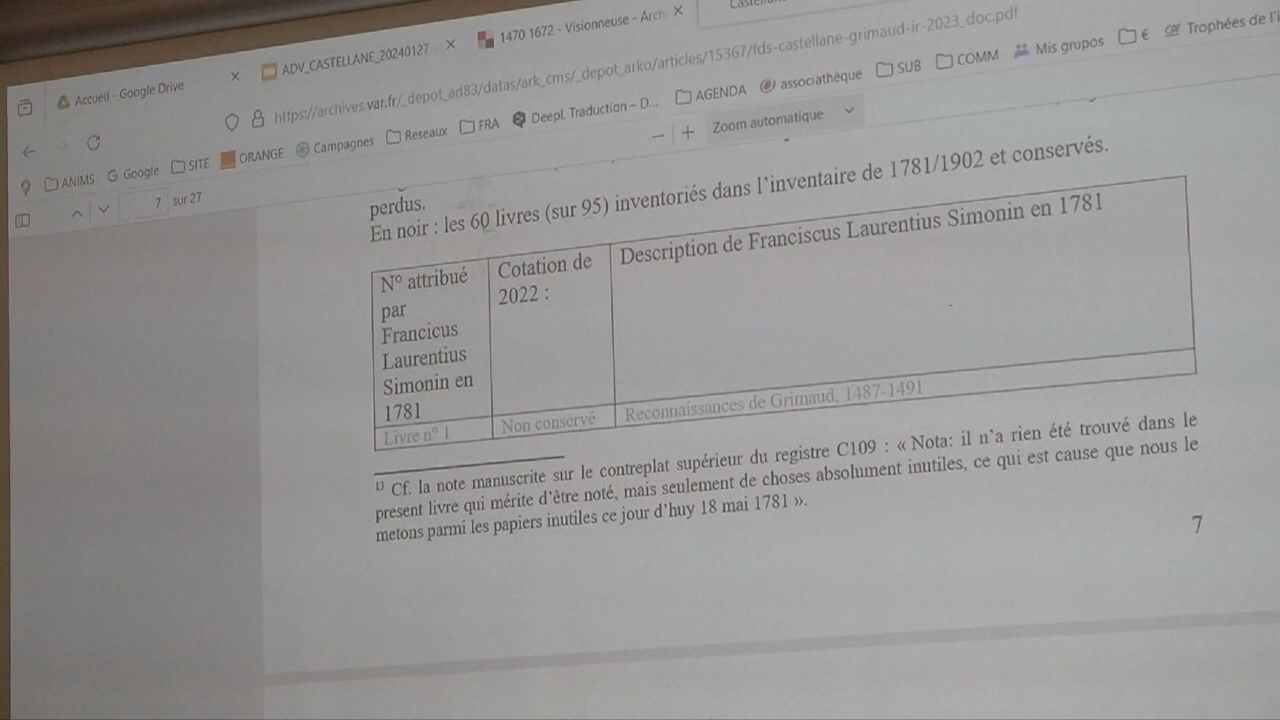 Accueil - Google Drive
ADV_CASTELLANE_20240127
1470 1672 - Visionneuse - Arch
https://archives.var.fr/_depot_ad83/datas/ark_cms/_depot_arko/articles/15367/fds-castellane-grimaud-ir-2023_doc.pdf
ANIMS G Google SITE ORANGE Campagnes Reseaux FRA DeepL Traduction – D... AGENDA associathèque SUB COMM Mis grupos € Trophées de l'i
7 sur 27
— + Zoom automatique
perdus.
En noir : les 60 livres (sur 95) inventoriés dans l'inventaire de 1781/1902 et conservés.
N° attribué
par
Francicus
Laurentius
Simonin en
1781
Cotation de
2022 :
Description de Franciscus Laurentius Simonin en 1781
Livre n° 1
Non conservé
Reconnaissances de Grimaud, 1487-1491
13 Cf. la note manuscrite sur le contreplat supérieur du registre C109 : « Nota: il n'a rien été trouvé dans le
present livre qui mérite d'être noté, mais seulement de choses absolument inutiles, ce qui est cause que nous le
metons parmi les papiers inutiles ce jour d'huy 18 mai 1781 ».
7